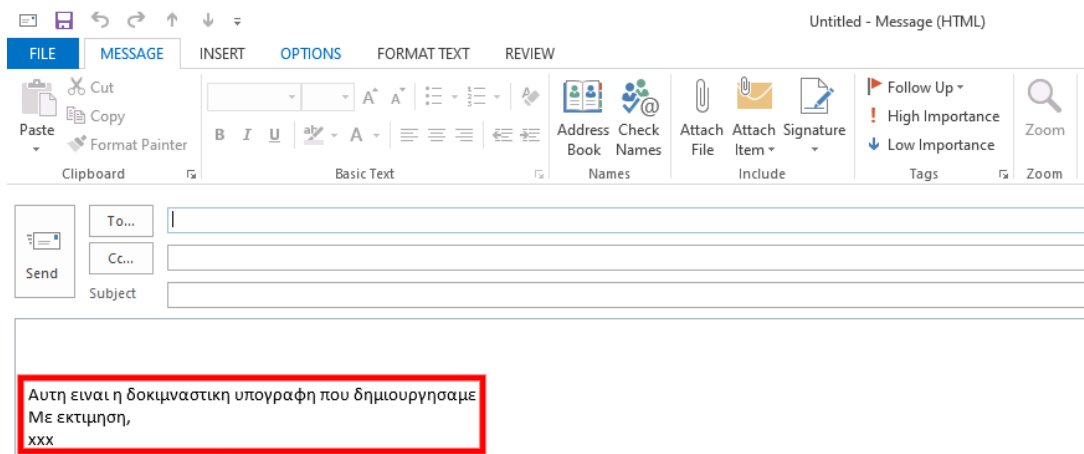 Untitled - Message (HTML)
FILE MESSAGE INSERT OPTIONS FORMAT TEXT REVIEW
Paste
Cut
Copy
Format Painter
Clipboard
A A
B I U aby A
Basic Text
Address Book
Check Names
Names
Attach File
Attach Item
Signature
Include
Follow Up
High Importance
Low Importance
Tags
Zoom
Zoom
Send
To...
Cc...
Subject
Αυτη ειναι η δοκιμναστικη υπογραφη που δημιουργησαμε
Με εκτιμηση,
xxx